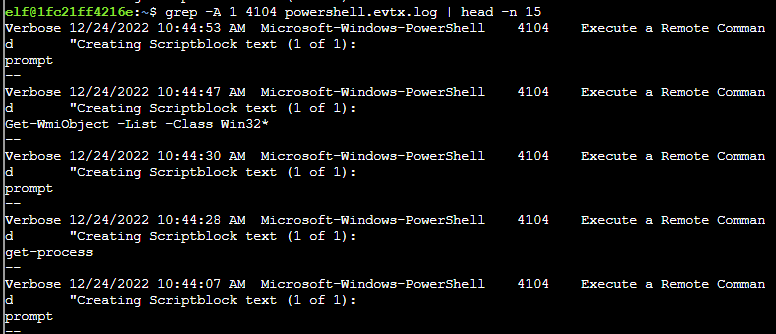 elf@1fc21ff4216e:~$ grep -A 1 4104 powershell.evtx.log | head -n 15
Verbose 12/24/2022 10:44:53 AM  Microsoft-Windows-PowerShell    4104    Execute a Remote Comman
d       "Creating Scriptblock text (1 of 1):
prompt
--
Verbose 12/24/2022 10:44:47 AM  Microsoft-Windows-PowerShell    4104    Execute a Remote Comman
d       "Creating Scriptblock text (1 of 1):
Get-WmiObject -List -Class Win32*
--
Verbose 12/24/2022 10:44:30 AM  Microsoft-Windows-PowerShell    4104    Execute a Remote Comman
d       "Creating Scriptblock text (1 of 1):
prompt
--
Verbose 12/24/2022 10:44:28 AM  Microsoft-Windows-PowerShell    4104    Execute a Remote Comman
d       "Creating Scriptblock text (1 of 1):
get-process
--
Verbose 12/24/2022 10:44:07 AM  Microsoft-Windows-PowerShell    4104    Execute a Remote Comman
d       "Creating Scriptblock text (1 of 1):
prompt
--